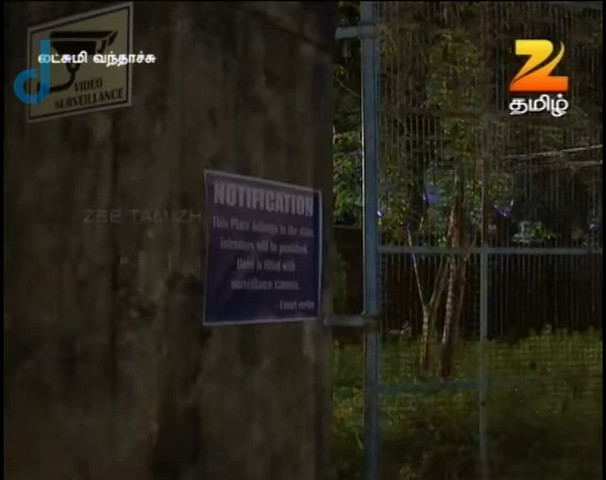 லட்சுமி வந்தாச்சு
VIDEO
SURVEILLANCE
தமிழ்
ZEE TAMIZH
NOTIFICATION
This Place belongs to the state,
intruders will be punished.
Here is fitted with
surveillance camera.